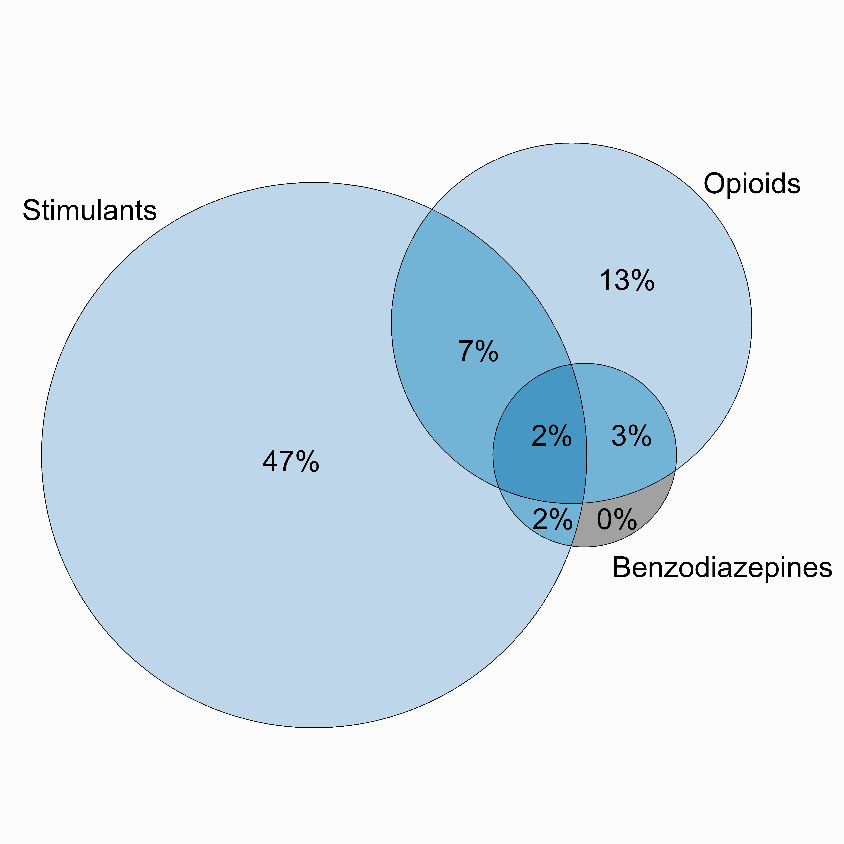 Opioids
Stimulants
13%
7%
2% 3%
47%
2% 0%
Benzodiazepines